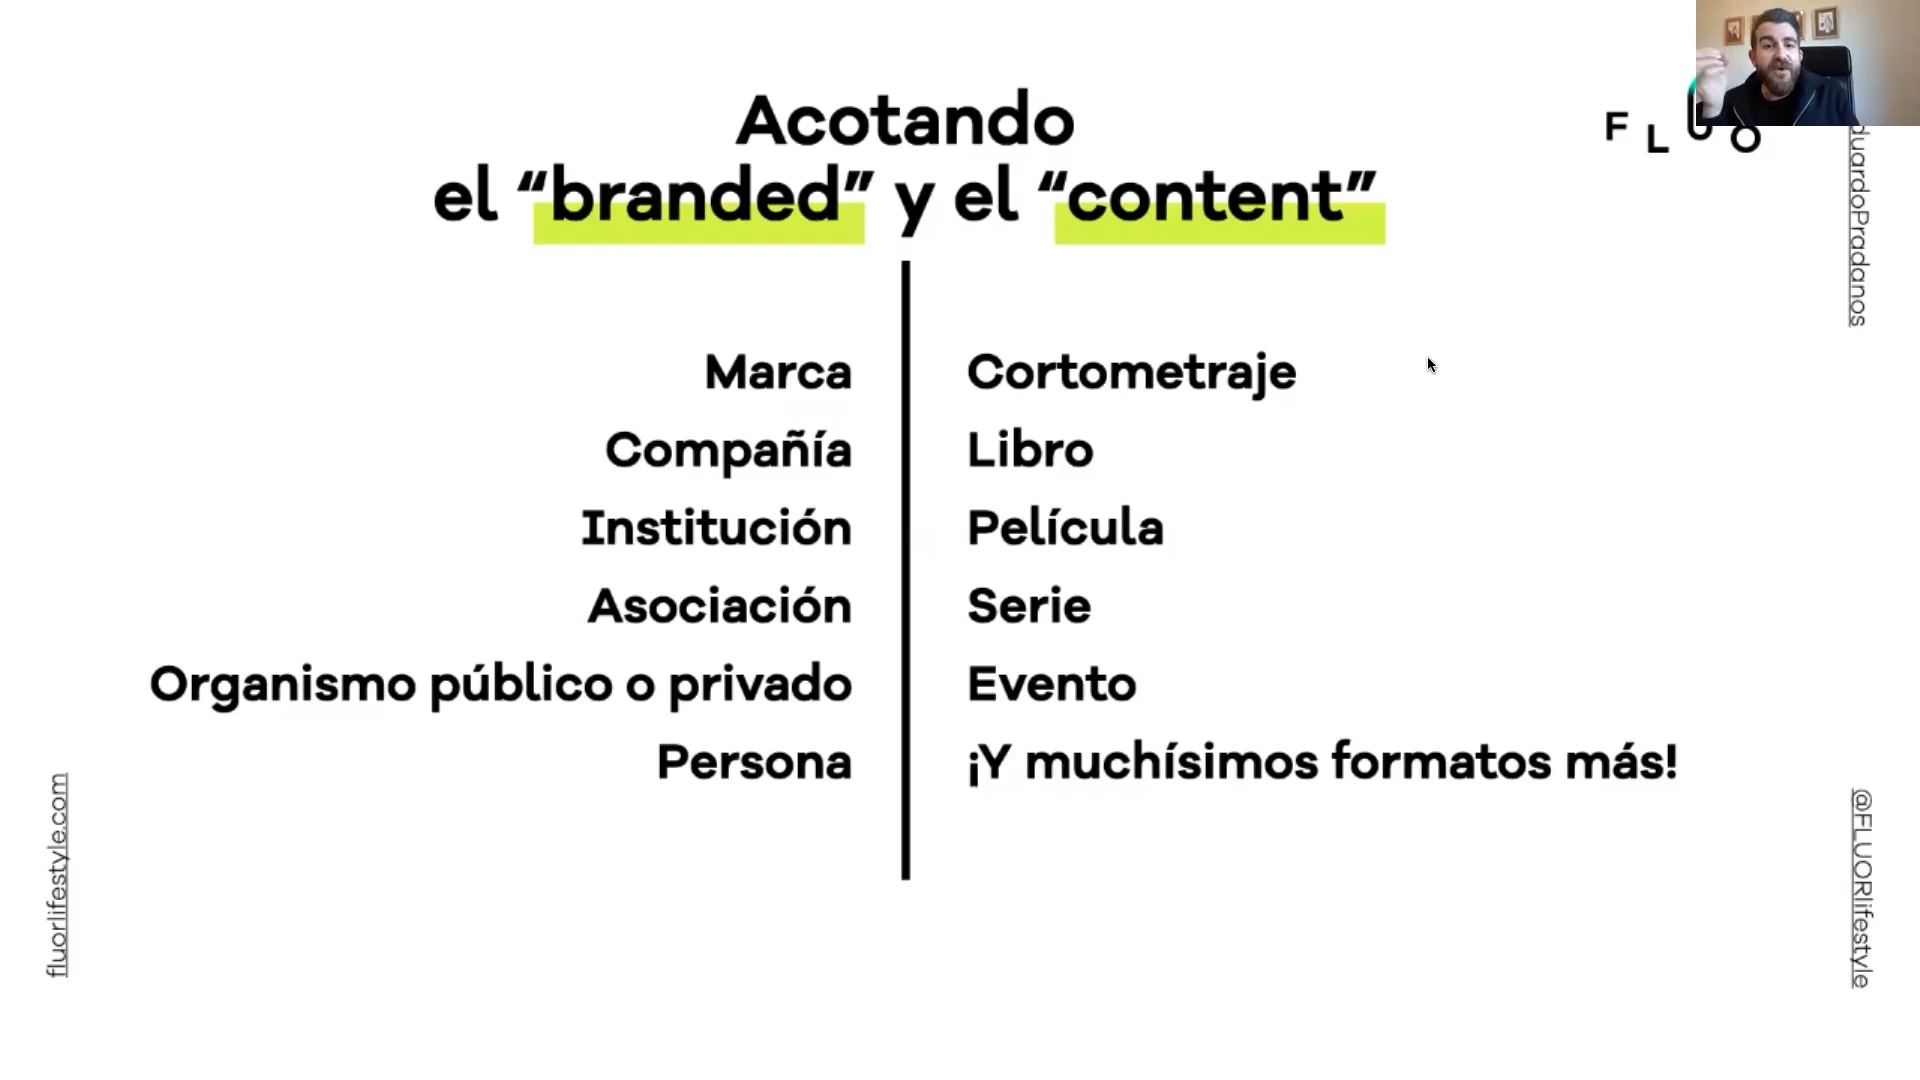 Acotando
el “branded” y el “content”
Marca
Compañía
Institución
Asociación
Organismo público o privado
Persona
Cortometraje
Libro
Película
Serie
Evento
¡Y muchísimos formatos más!
F L U O
duardoPradanos
fluorlifestyle.com
@FLUORlifestyle